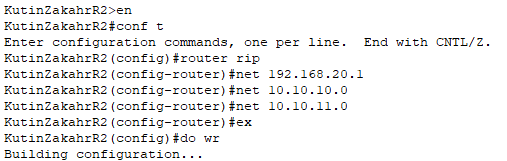 KutinZakahrR2>en
KutinZakahrR2#conf t
Enter configuration commands, one per line.  End with CNTL/Z.
KutinZakahrR2(config)#router rip
KutinZakahrR2(config-router)#net 192.168.20.1
KutinZakahrR2(config-router)#net 10.10.10.0
KutinZakahrR2(config-router)#net 10.10.11.0
KutinZakahrR2(config-router)#ex
KutinZakahrR2(config)#do wr
Building configuration...